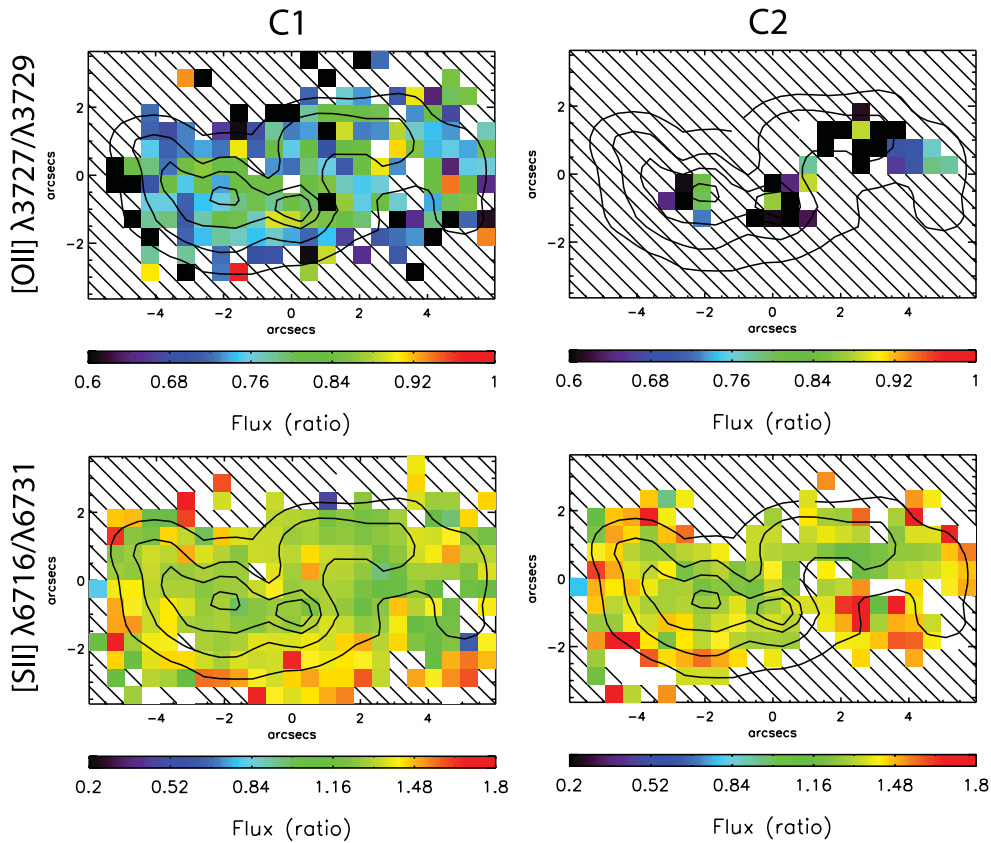 C1
C2
[OII] λ3727/λ3729
2
0
−2
arcsecs
−4 −2 0 2 4
arcsecs
0.6 0.68 0.76 0.84 0.92 1
Flux (ratio)
2
0
−2
arcsecs
−4 −2 0 2 4
arcsecs
0.6 0.68 0.76 0.84 0.92 1
Flux (ratio)
[SII] λ6716/λ6731
2
0
−2
arcsecs
−4 −2 0 2 4
arcsecs
0.2 0.52 0.84 1.16 1.48 1.8
Flux (ratio)
2
0
−2
arcsecs
−4 −2 0 2 4
arcsecs
0.2 0.52 0.84 1.16 1.48 1.8
Flux (ratio)